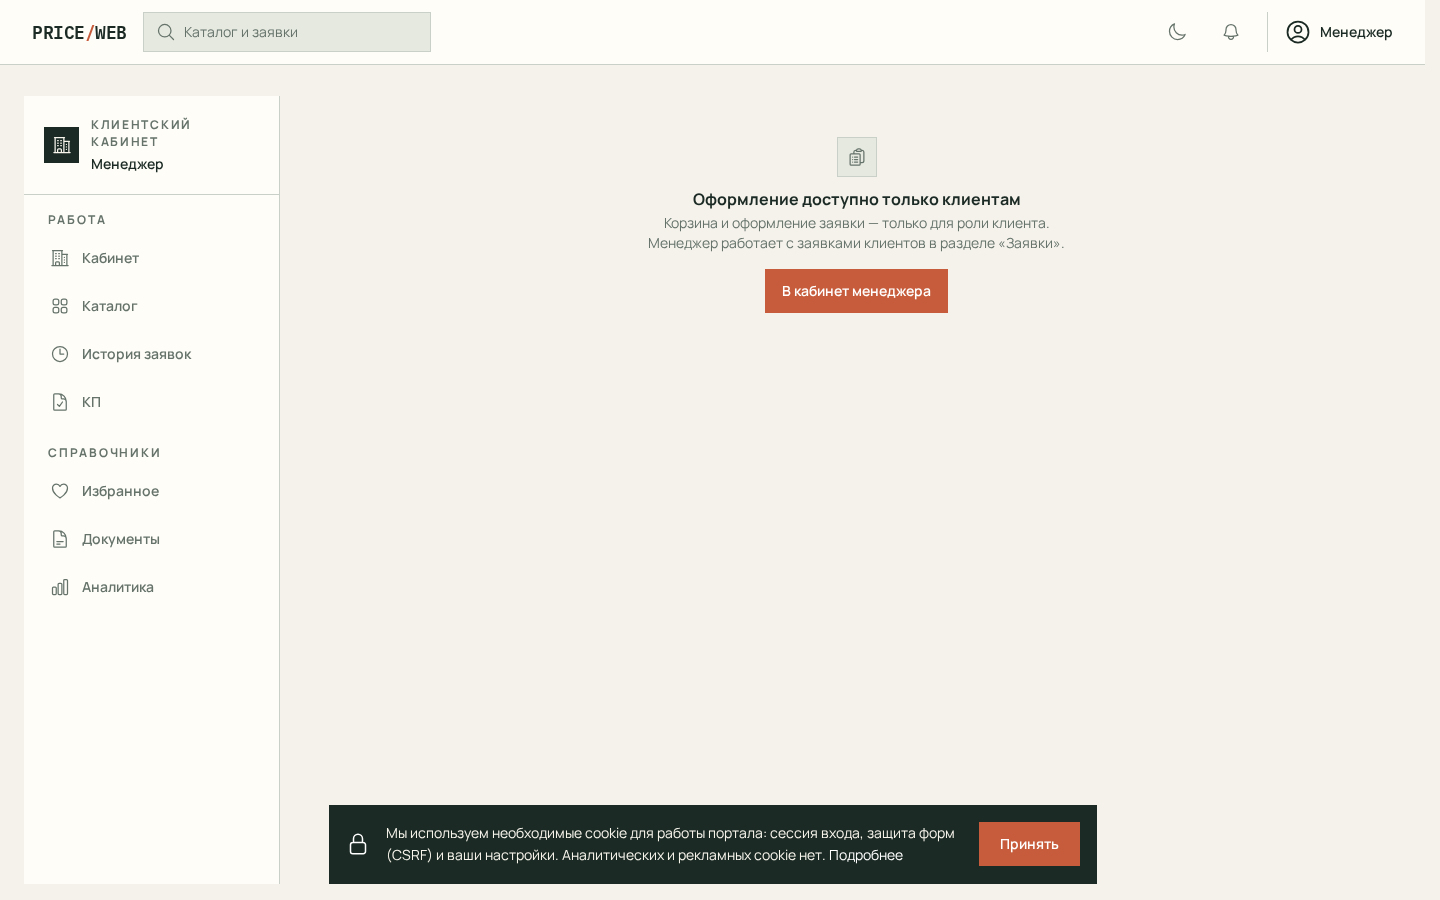 PRICE/WEB
Каталог и заявки
Менеджер
КЛИЕНТСКИЙ
КАБИНЕТ
Менеджер
РАБОТА
Кабинет
Каталог
История заявок
КП
СПРАВОЧНИКИ
Избранное
Документы
Аналитика
Оформление доступно только клиентам
Корзина и оформление заявки — только для роли клиента.
Менеджер работает с заявками клиентов в разделе «Заявки».
В кабинет менеджера
Мы используем необходимые cookie для работы портала: сессия входа, защита форм
(CSRF) и ваши настройки. Аналитических и рекламных cookie нет. Подробнее
Принять